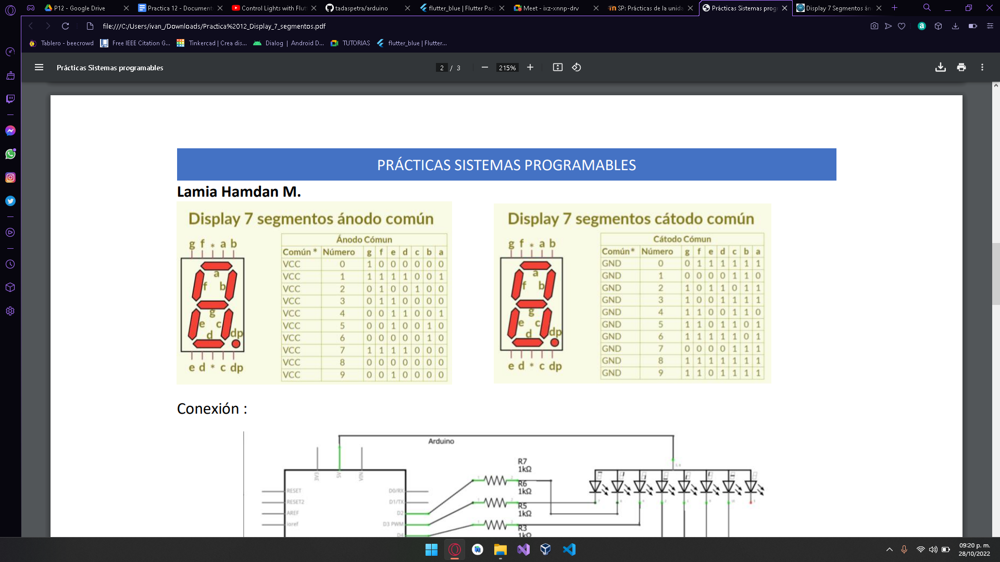 P12 - Google Drive
Practica 12 - Document
Control Lights with Flut
tadaspetra/arduino
flutter_blue | Flutter Pac
Meet - ixz-xnnp-drv
SP: Prácticas de la unida
Prácticas Sistemas prog
Display 7 Segmentos án
file:///C:/Users/ivan_/Downloads/Practica%2012_Display_7_segmentos.pdf
Tablero - beecrowd
Free IEEE Citation G...
Tinkercad | Crea dis...
Dialog | Android D...
TUTORIAS
flutter_blue | Flutter...
Prácticas Sistemas programables
2 / 3
215%
PRÁCTICAS SISTEMAS PROGRAMABLES
Lamia Hamdan M.
Display 7 segmentos ánodo común
g f * a b
a
f b
g
e c
d dp
e d * c dp
Ánodo Cómun
Común * Número g f e d c b a
VCC 0 1 0 0 0 0 0 0
VCC 1 1 1 1 1 0 0 1
VCC 2 0 1 0 0 1 0 0
VCC 3 0 1 1 0 0 0 0
VCC 4 0 0 1 1 0 0 1
VCC 5 0 0 1 0 0 1 0
VCC 6 0 0 0 0 0 1 0
VCC 7 1 1 1 1 0 0 0
VCC 8 0 0 0 0 0 0 0
VCC 9 0 0 1 0 0 0 0
Display 7 segmentos cátodo común
g f * a b
a
f b
g
e c
d dp
e d * c dp
Cátodo Cómun
Común* Número g f e d c b a
GND 0 0 1 1 1 1 1 1
GND 1 0 0 0 0 1 1 0
GND 2 1 0 1 1 0 1 1
GND 3 1 0 0 1 1 1 1
GND 4 1 1 0 0 1 1 0
GND 5 1 1 0 1 1 0 1
GND 6 1 1 1 1 1 0 1
GND 7 0 0 0 0 1 1 1
GND 8 1 1 1 1 1 1 1
GND 9 1 1 0 1 1 1 1
Conexión :
Arduino
3V3
5V
VIN
RESET
RESET2
AREF
ioref
D0/RX
D1/TX
D2
D3 PWM
D4
R7
1kΩ
R6
1kΩ
R5
1kΩ
R3
1kΩ
09:20 p. m.
28/10/2022